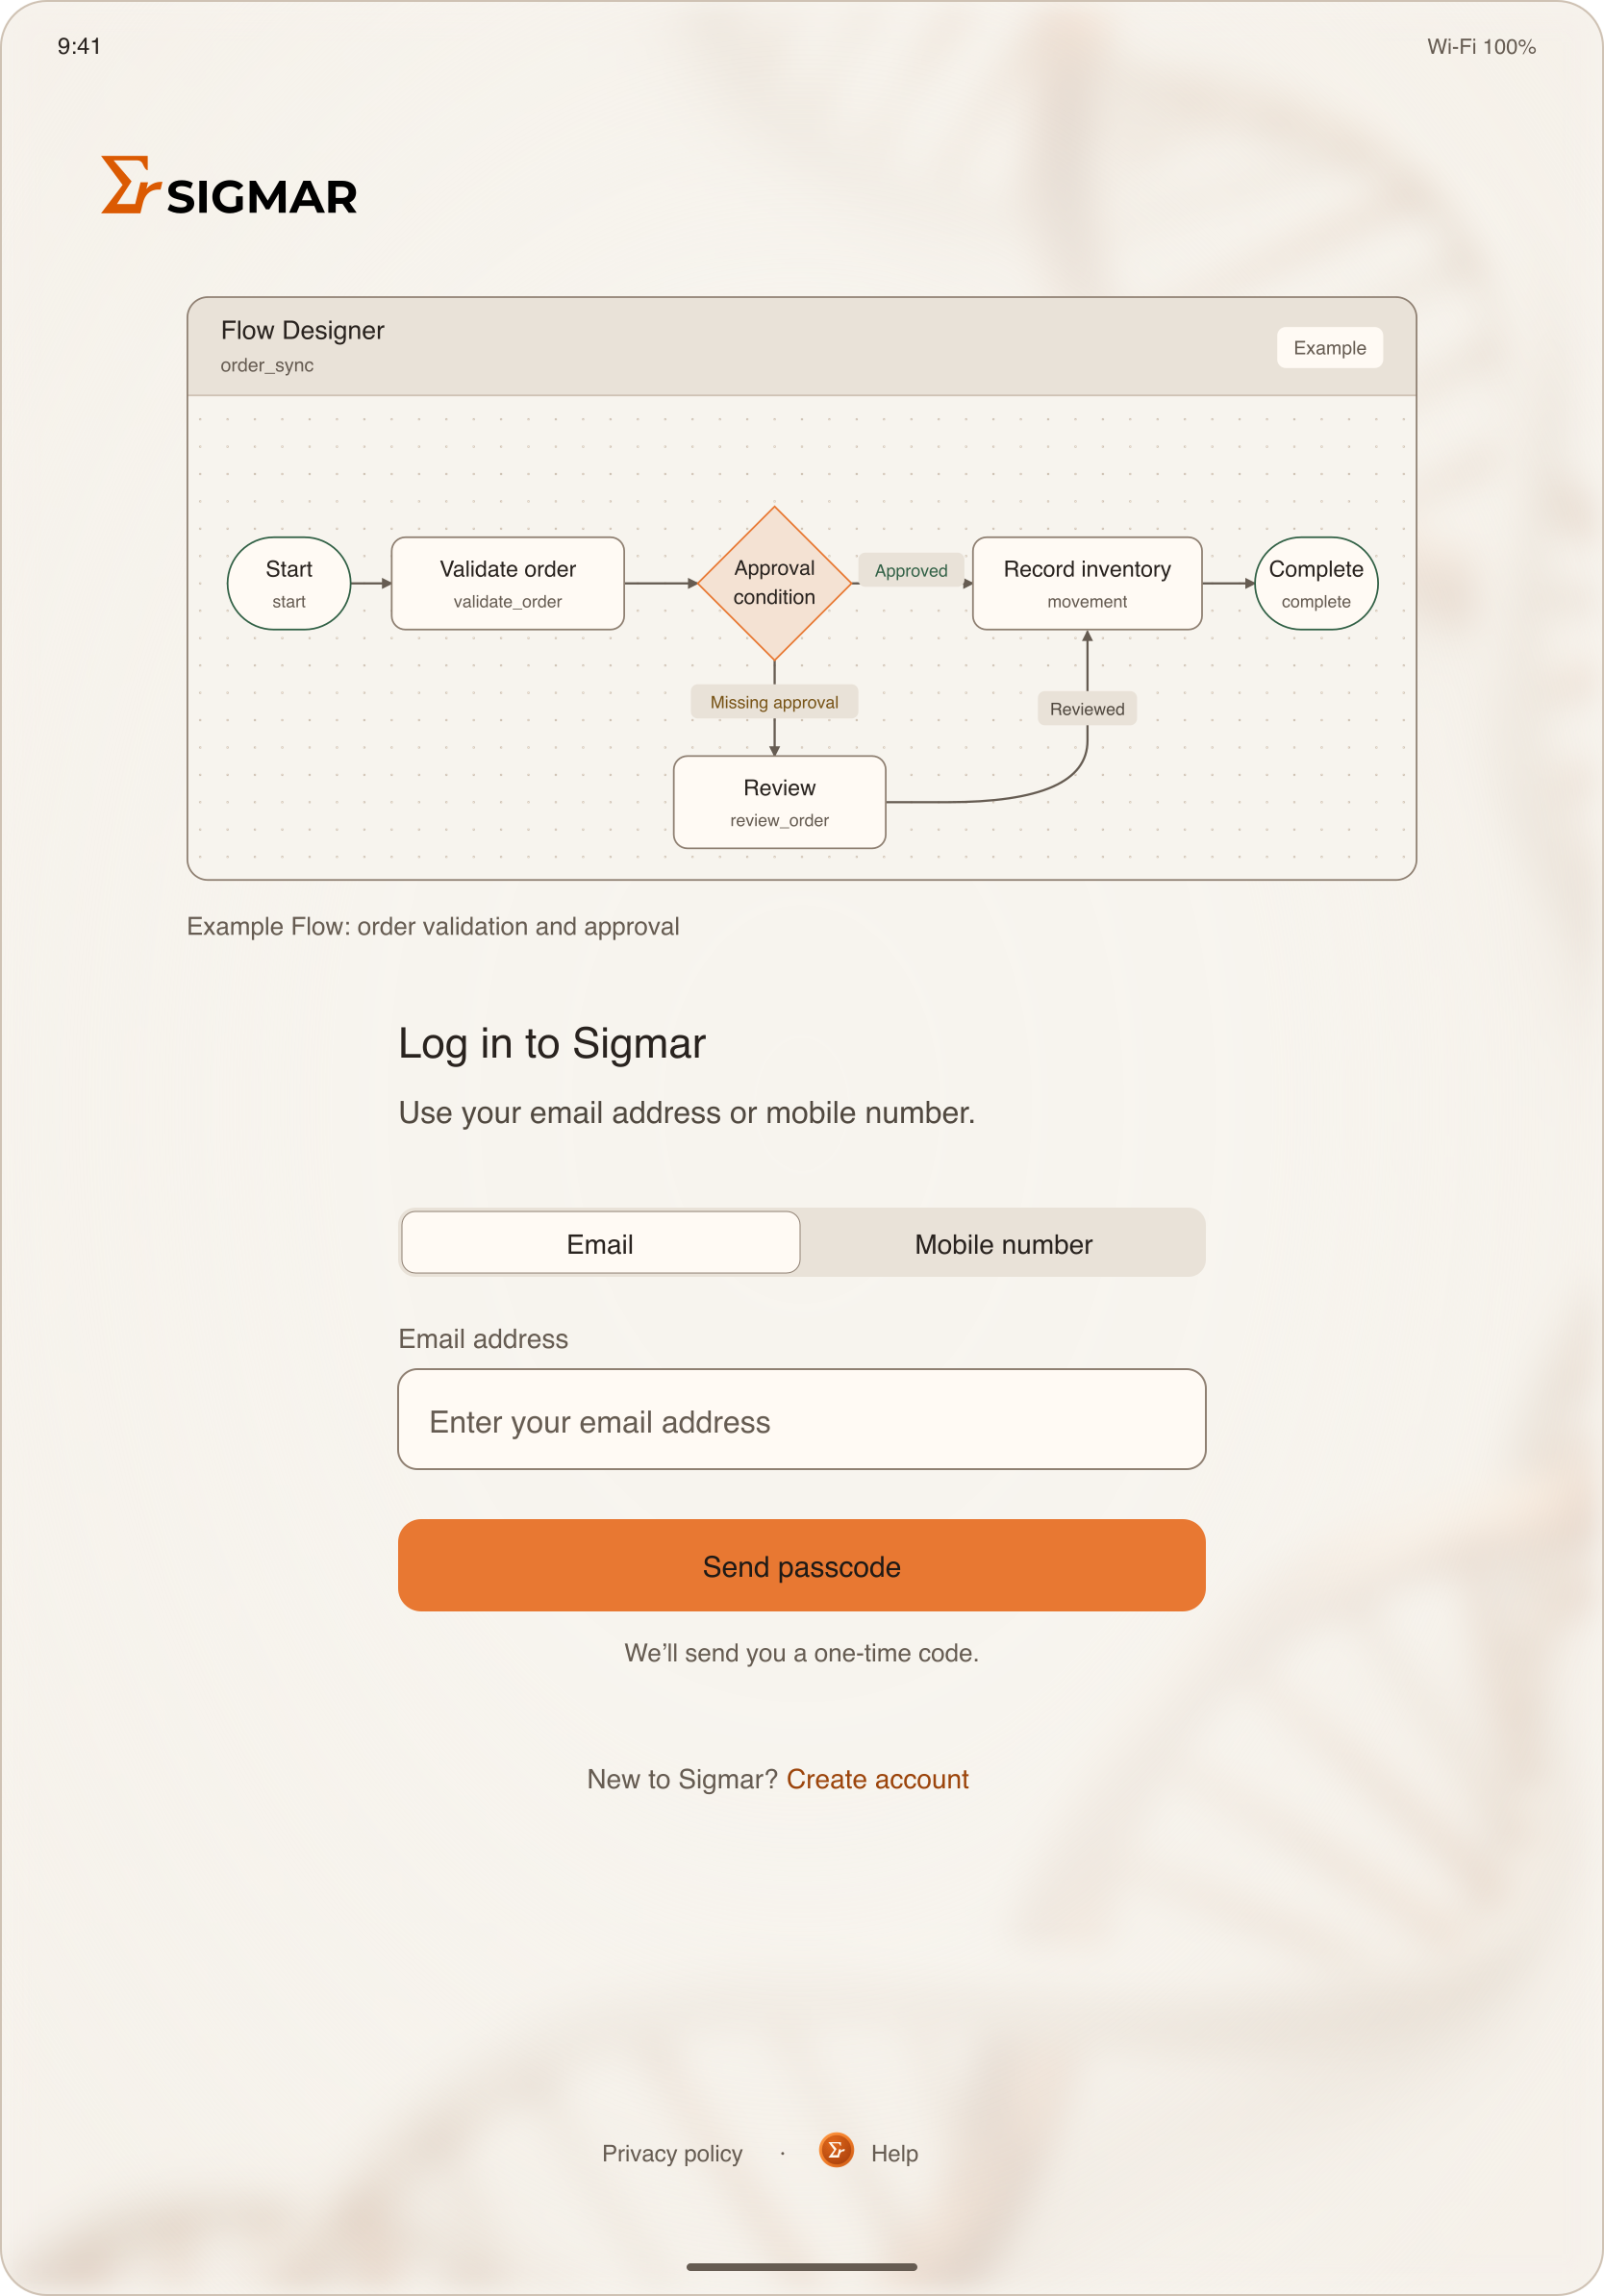 9:41
Wi-Fi 100%
Σr SIGMAR
Flow Designer
order_sync
Example
Start
start
Validate order
validate_order
Approval
condition
Approved
Record inventory
movement
Complete
complete
Missing approval
Reviewed
Review
review_order
Example Flow: order validation and approval
Log in to Sigmar
Use your email address or mobile number.
Email
Mobile number
Email address
Enter your email address
Send passcode
We’ll send you a one-time code.
New to Sigmar? Create account
Privacy policy · Σr Help